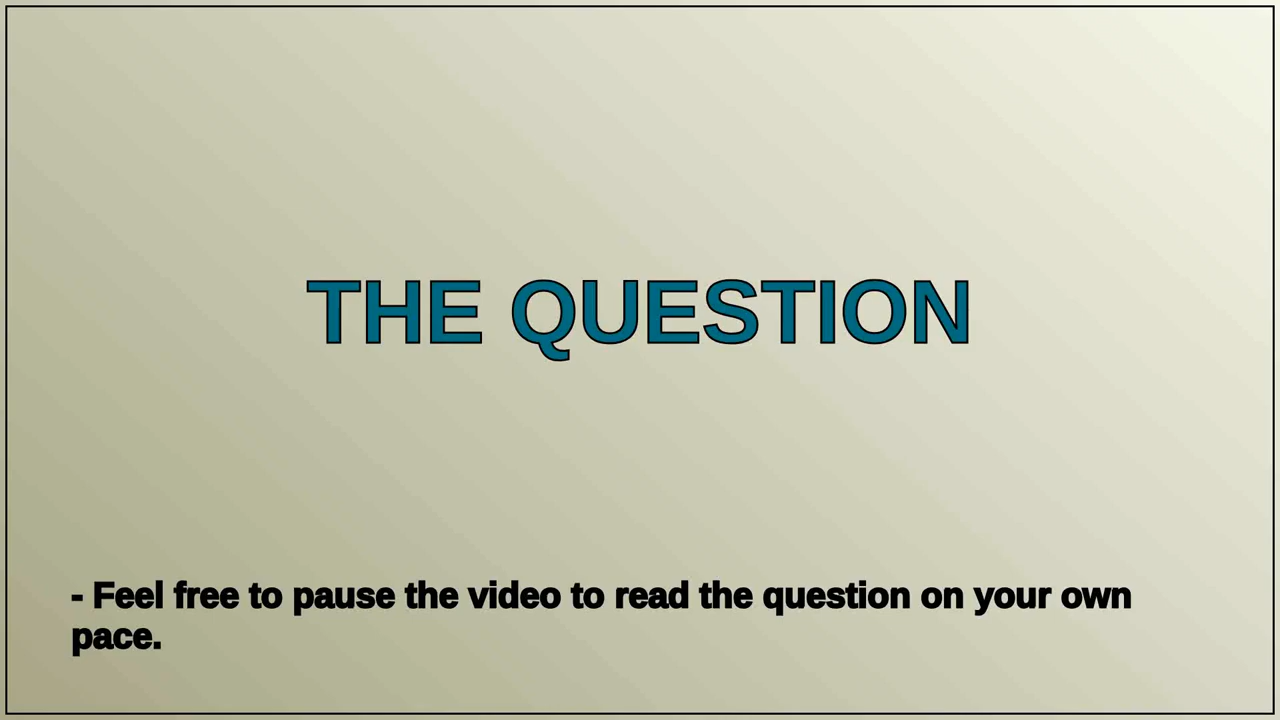 THE QUESTION
- Feel free to pause the video to read the question on your own
pace.